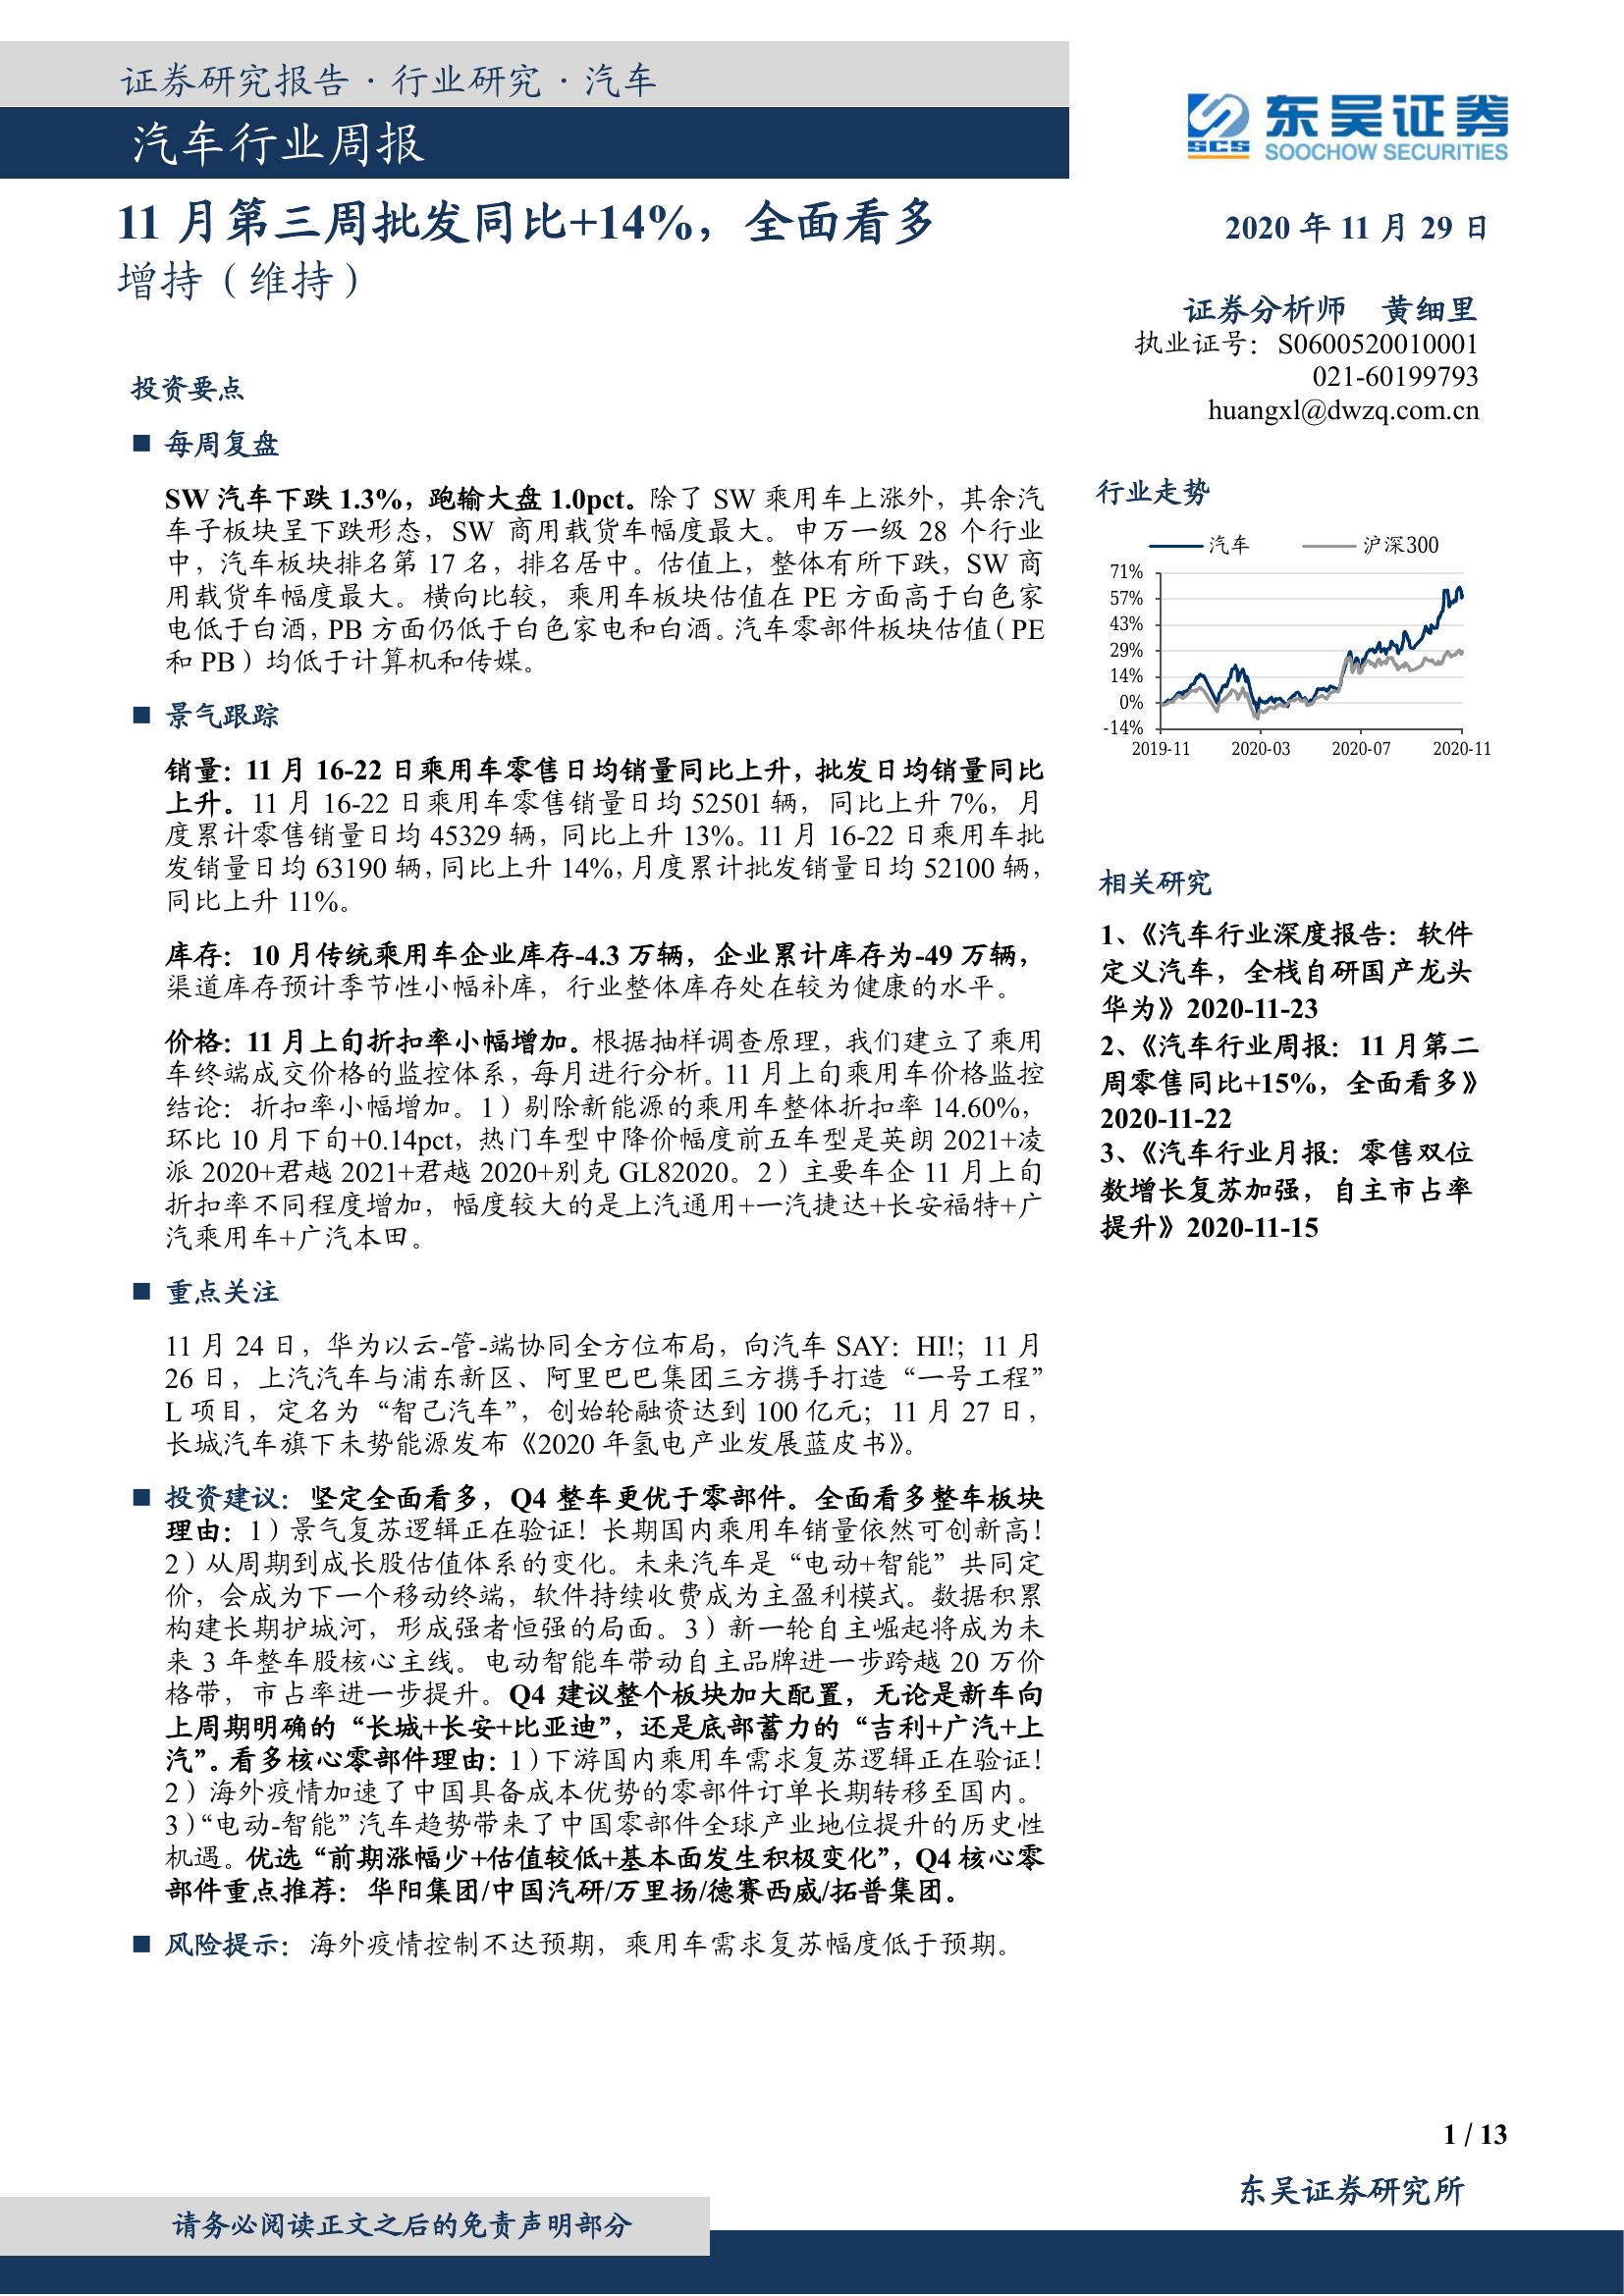 证券研究报告·行业研究·汽车
汽车行业周报
东吴证券
SCS
SOOCHOW SECURITIES
11 月第三周批发同比+14%，全面看多
增持（维持）
2020 年 11 月 29 日
证券分析师 黄细里
执业证号：S0600520010001
021-60199793
huangxl@dwzq.com.cn
投资要点
■ 每周复盘
SW 汽车下跌 1.3%，跑输大盘 1.0pct。除了 SW 乘用车上涨外，其余汽
车子板块呈下跌形态，SW 商用载货车幅度最大。申万一级 28 个行业
中，汽车板块排名第 17 名，排名居中。估值上，整体有所下跌，SW 商
用载货车幅度最大。横向比较，乘用车板块估值在 PE 方面高于白色家
电低于白酒，PB 方面仍低于白色家电和白酒。汽车零部件板块估值（PE
和 PB）均低于计算机和传媒。
■ 景气跟踪
销量：11 月 16-22 日乘用车零售日均销量同比上升，批发日均销量同比
上升。11 月 16-22 日乘用车零售销量日均 52501 辆，同比上升 7%，月
度累计零售销量日均 45329 辆，同比上升 13%。11 月 16-22 日乘用车批
发销量日均 63190 辆，同比上升 14%，月度累计批发销量日均 52100 辆，
同比上升 11%。
库存：10 月传统乘用车企业库存-4.3 万辆，企业累计库存为-49 万辆，
渠道库存预计季节性小幅补库，行业整体库存处在较为健康的水平。
价格：11 月上旬折扣率小幅增加。根据抽样调查原理，我们建立了乘用
车终端成交价格的监控体系，每月进行分析。11 月上旬乘用车价格监控
结论：折扣率小幅增加。1）剔除新能源的乘用车整体折扣率 14.60%，
环比 10 月下旬+0.14pct，热门车型中降价幅度前五车型是英朗 2021+凌
派 2020+君越 2021+君越 2020+别克 GL82020。2）主要车企 11 月上旬
折扣率不同程度增加，幅度较大的是上汽通用+一汽捷达+长安福特+广
汽乘用车+广汽本田。
■ 重点关注
11 月 24 日，华为以云-管-端协同全方位布局，向汽车 SAY：HI!；11 月
26 日，上汽汽车与浦东新区、阿里巴巴集团三方携手打造“一号工程”
L 项目，定名为“智己汽车”，创始轮融资达到 100 亿元；11 月 27 日，
长城汽车旗下未势能源发布《2020 年氢电产业发展蓝皮书》。
■ 投资建议：坚定全面看多，Q4 整车更优于零部件。全面看多整车板块
理由：1）景气复苏逻辑正在验证！长期国内乘用车销量依然可创新高！
2）从周期到成长股估值体系的变化。未来汽车是“电动+智能”共同定
价，会成为下一个移动终端，软件持续收费成为主盈利模式。数据积累
构建长期护城河，形成强者恒强的局面。3）新一轮自主崛起将成为未
来 3 年整车股核心主线。电动智能车带动自主品牌进一步跨越 20 万价
格带，市占率进一步提升。Q4 建议整个板块加大配置，无论是新车向
上周期明确的“长城+长安+比亚迪”，还是底部蓄力的“吉利+广汽+上
汽”。看多核心零部件理由：1）下游国内乘用车需求复苏逻辑正在验证！
2）海外疫情加速了中国具备成本优势的零部件订单长期转移至国内。
3）“电动-智能”汽车趋势带来了中国零部件全球产业地位提升的历史性
机遇。优选“前期涨幅少+估值较低+基本面发生积极变化”，Q4 核心零
部件重点推荐：华阳集团/中国汽研/万里扬/德赛西威/拓普集团。
■ 风险提示：海外疫情控制不达预期，乘用车需求复苏幅度低于预期。
行业走势
汽车 沪深300
71%
57%
43%
29%
14%
0%
-14%
2019-11 2020-03 2020-07 2020-11
相关研究
1、《汽车行业深度报告：软件
定义汽车，全栈自研国产龙头
华为》2020-11-23
2、《汽车行业周报：11 月第二
周零售同比+15%，全面看多》
2020-11-22
3、《汽车行业月报：零售双位
数增长复苏加强，自主市占率
提升》2020-11-15
1 / 13
东吴证券研究所
请务必阅读正文之后的免责声明部分